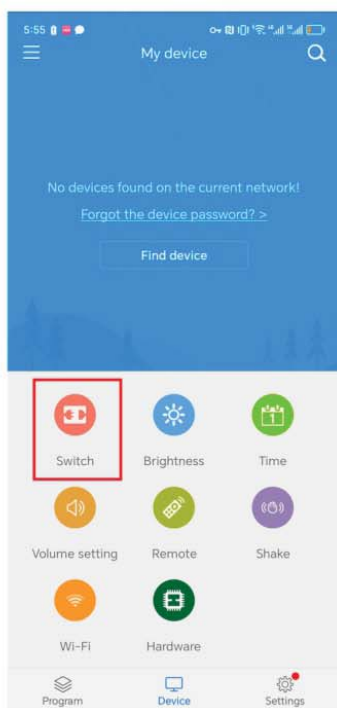 5:55
My device
No devices found on the current network!
Forgot the device password? >
Find device
1
Switch
Brightness
Time
Volume setting
Remote
Shake
Wi-Fi
Hardware
Program
Device
Settings